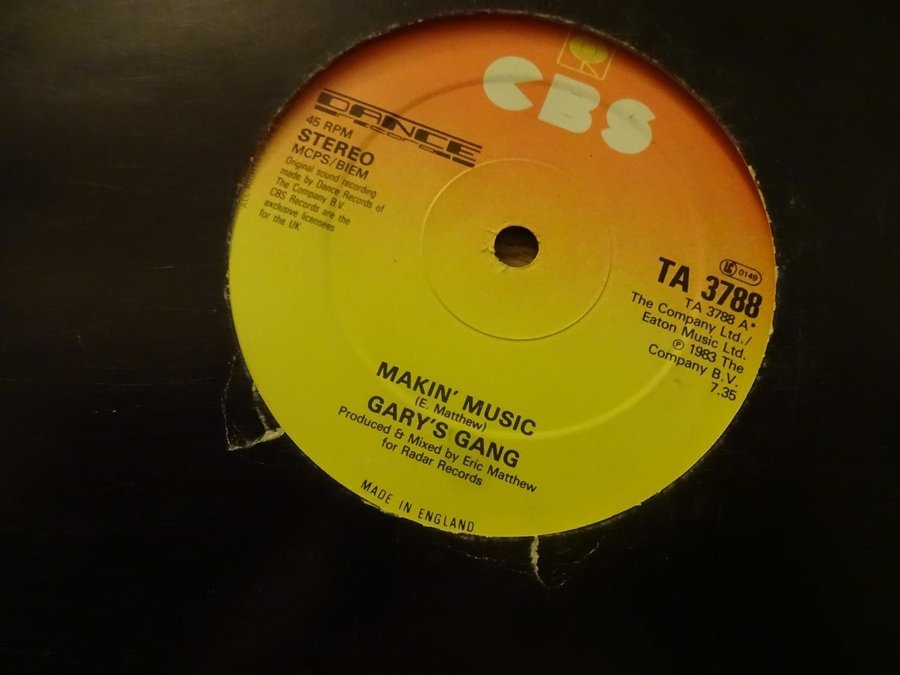 CBS
DANCE
records
45 RPM
STEREO
MCPS/BIEM
Original sound recording
made by Dance Records of
The Company B.V.
CBS Records are the
exclusive licensees
for the UK
LC 0149
TA 3788
TA 3788 A*
The Company Ltd./
Eaton Music Ltd.
℗ 1983 The
Company B.V.
7.35
MAKIN' MUSIC
(E. Matthew)
GARY'S GANG
Produced & Mixed by Eric Matthew
for Radar Records
MADE IN ENGLAND